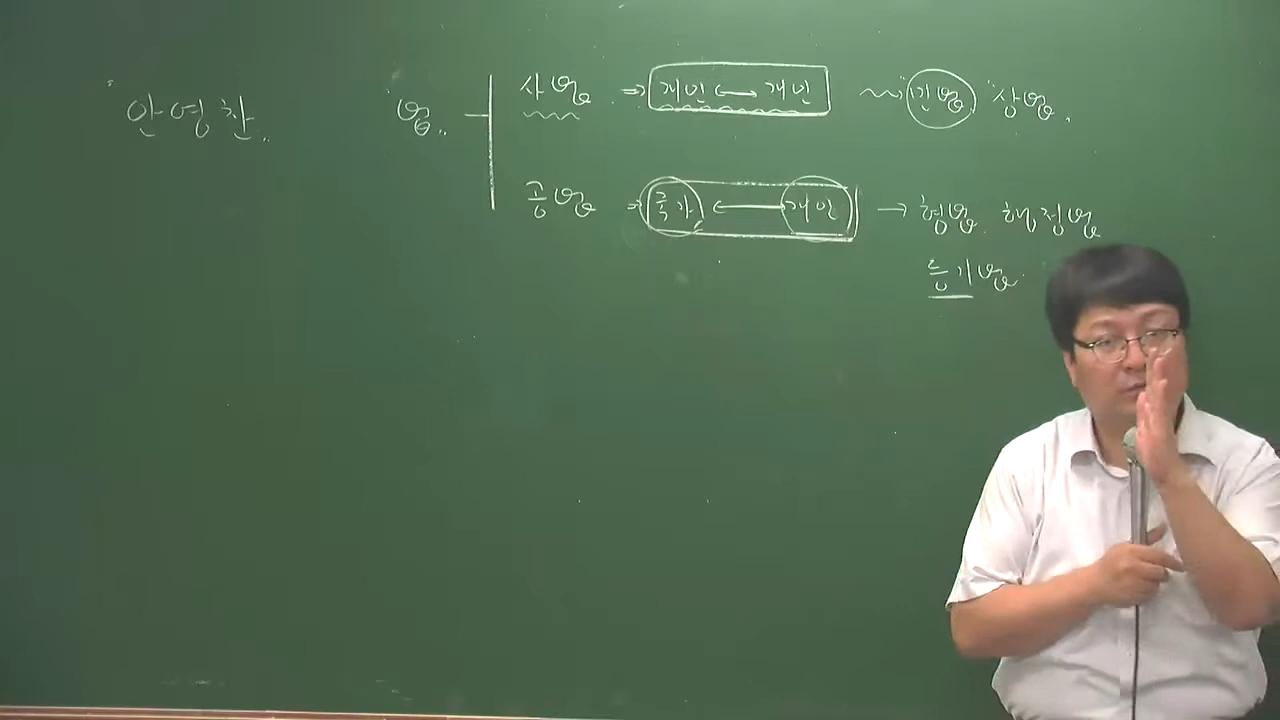 안영찬
법 사법 ⇒ 개인 ↔ 개인 민법 상법
공법 ⇒ 국가 ↔ 개인 → 형법 행정법
등기법